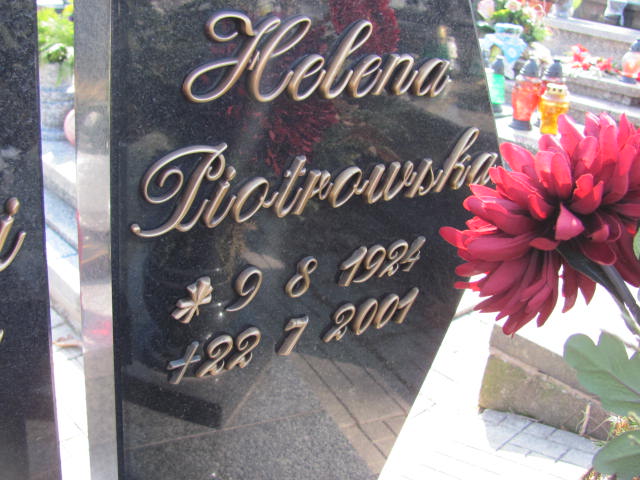 Helena
Piotrowska
* 9 8 1924
+ 22 7 2001